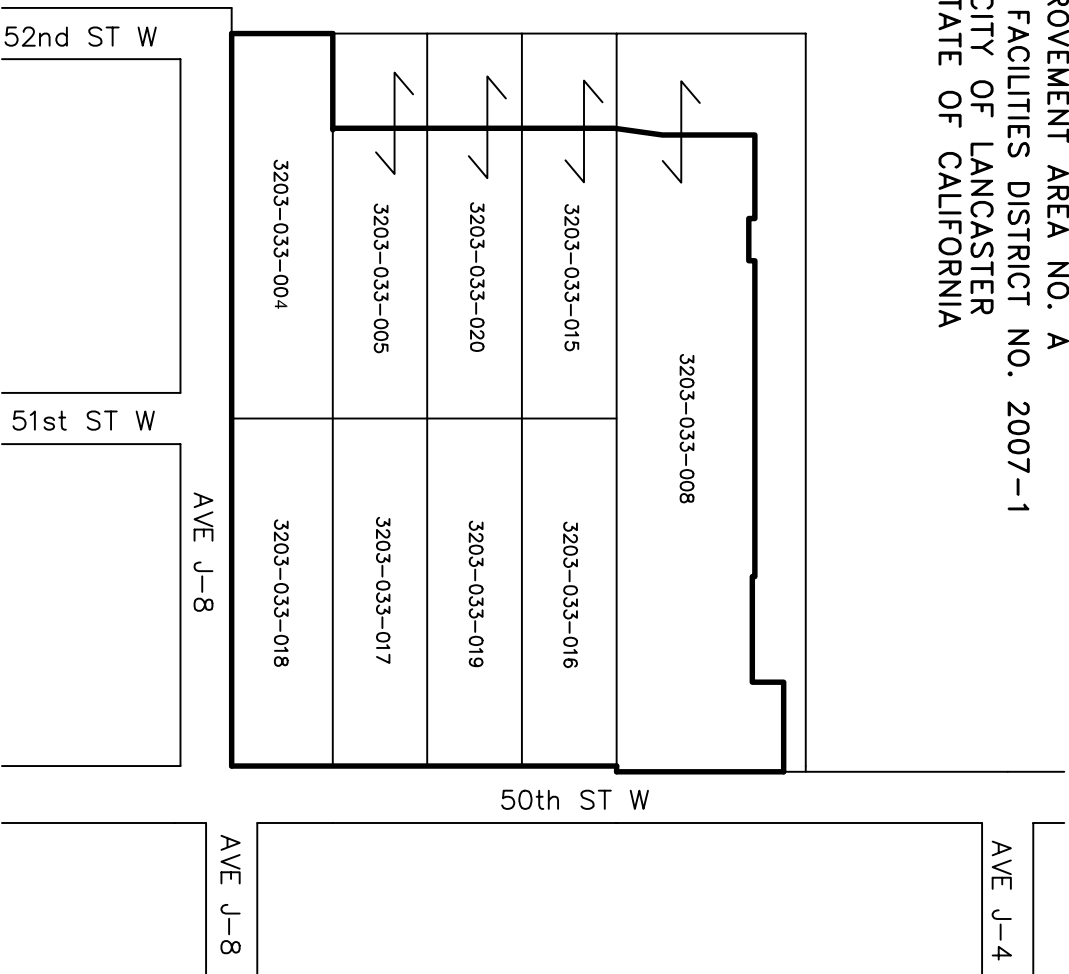 ROVEMENT AREA NO. A
FACILITIES DISTRICT NO. 2007-1
CITY OF LANCASTER
TATE OF CALIFORNIA
52nd ST W
51st ST W
50th ST W
AVE J-8
AVE J-8
AVE J-4
3203-033-004
3203-033-005
3203-033-020
3203-033-015
3203-033-008
3203-033-018
3203-033-017
3203-033-019
3203-033-016